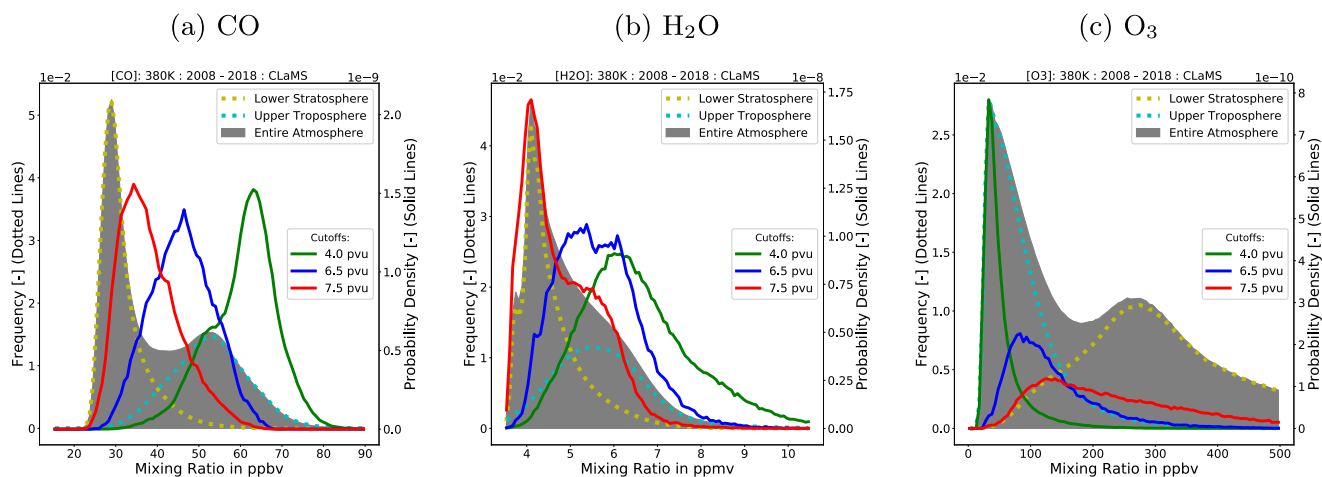 (a) CO
1e−2 [CO]: 380K : 2008 - 2018 : CLaMS 1e−9
Lower Stratosphere
Upper Troposphere
Entire Atmosphere
Cutoffs:
4.0 pvu
6.5 pvu
7.5 pvu
Frequency [-] (Dotted Lines)
5
4
3
2
1
0
Probability Density [-] (Solid Lines)
2.0
1.5
1.0
0.5
0.0
20 30 40 50 60 70 80 90
Mixing Ratio in ppbv
(b) H₂O
1e−2 [H2O]: 380K : 2008 - 2018 : CLaMS 1e−8
Lower Stratosphere
Upper Troposphere
Entire Atmosphere
Cutoffs:
4.0 pvu
6.5 pvu
7.5 pvu
Frequency [-] (Dotted Lines)
4
3
2
1
0
Probability Density [-] (Solid Lines)
1.75
1.50
1.25
1.00
0.75
0.50
0.25
0.00
4 5 6 7 8 9 10
Mixing Ratio in ppmv
(c) O₃
1e−2 [O3]: 380K : 2008 - 2018 : CLaMS 1e−10
Lower Stratosphere
Upper Troposphere
Entire Atmosphere
Cutoffs:
4.0 pvu
6.5 pvu
7.5 pvu
Frequency [-] (Dotted Lines)
2.5
2.0
1.5
1.0
0.5
0.0
Probability Density [-] (Solid Lines)
8
7
6
5
4
3
2
1
0
0 100 200 300 400 500
Mixing Ratio in ppbv